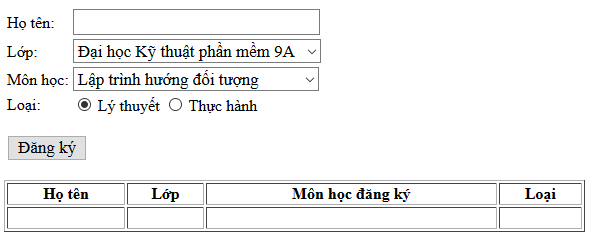 Họ tên:
Lớp: Đại học Kỹ thuật phần mềm 9A
Môn học: Lập trình hướng đối tượng
Loại: Lý thuyết Thực hành
Đăng ký
Họ tên Lớp Môn học đăng ký Loại